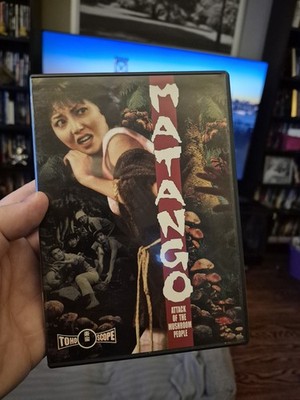 MATANGO
ATTACK
OF THE
MUSHROOM
PEOPLE
TOHO SCOPE